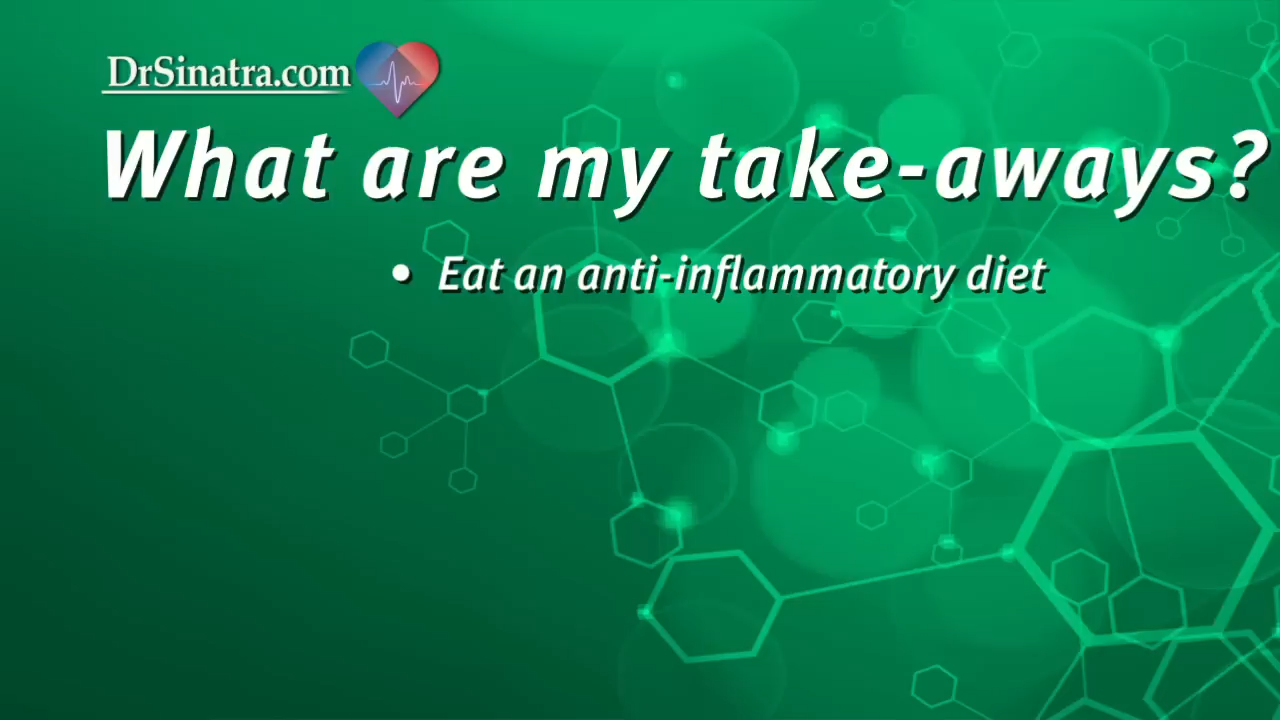 DrSinatra.com
What are my take-aways?
• Eat an anti-inflammatory diet